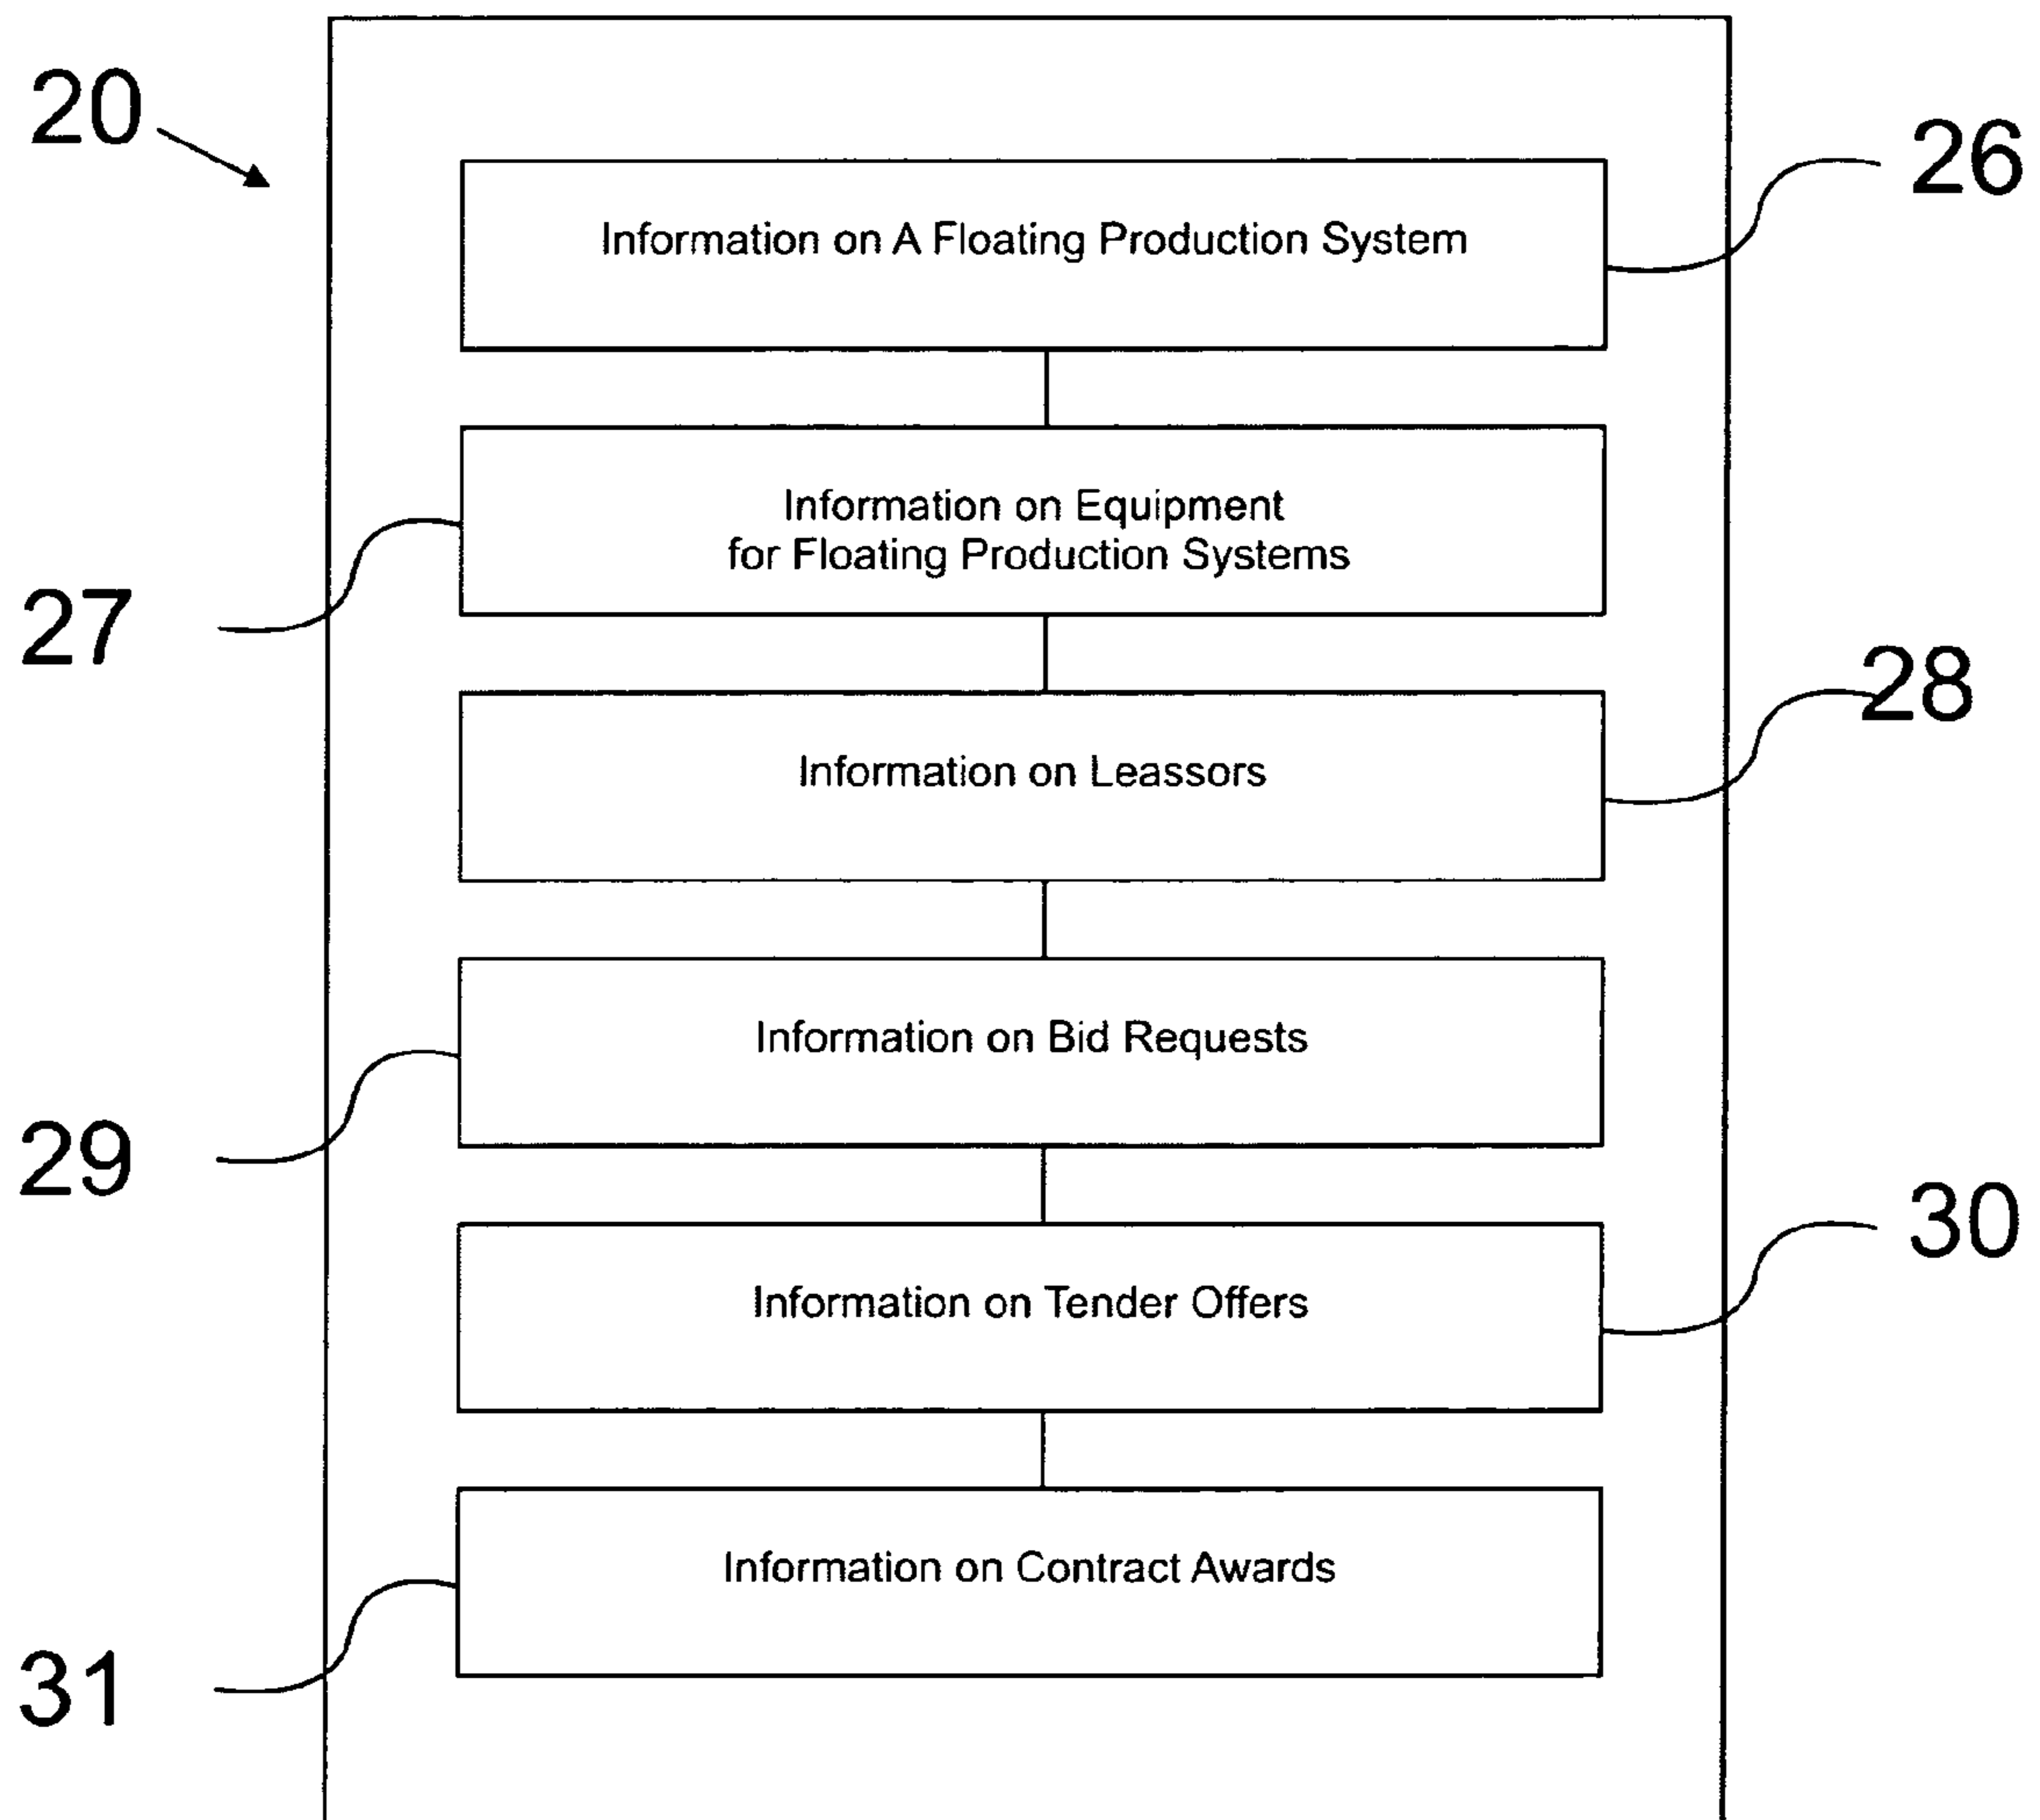 20
26
Information on A Floating Production System
Information on Equipment
for Floating Production Systems
27
28
Information on Leassors
Information on Bid Requests
29
30
Information on Tender Offers
Information on Contract Awards
31